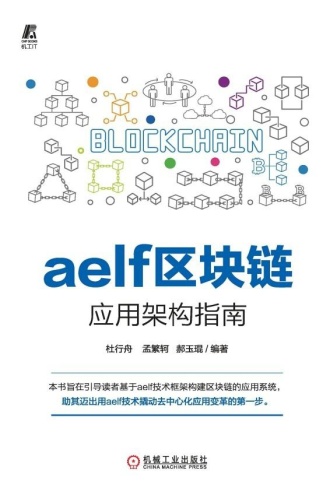 机工IT
BLOCKCHAIN
aelf区块链
应用架构指南
杜行舟 孟繁轲 郝玉琨/编著
本书旨在引导读者基于aelf技术框架构建区块链的应用系统，
助其迈出用aelf技术撬动去中心化应用变革的第一步。
机械工业出版社
CHINA MACHINE PRESS